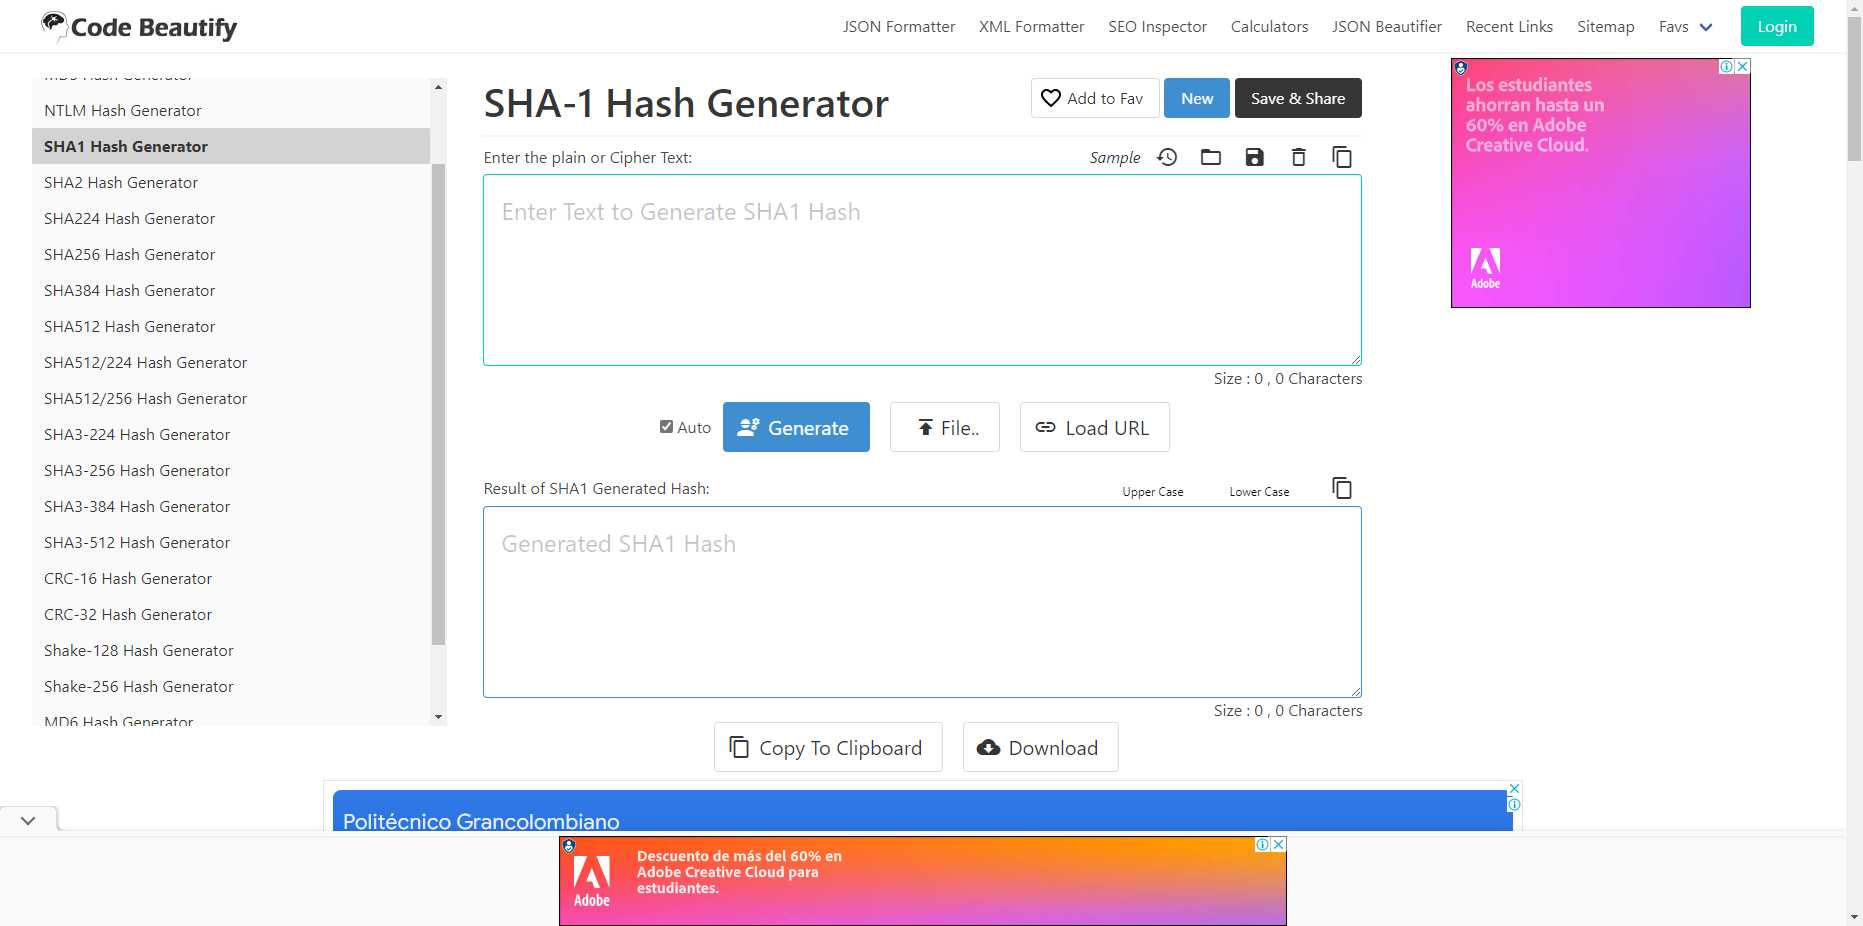 Code Beautify
JSON Formatter XML Formatter SEO Inspector Calculators JSON Beautifier Recent Links Sitemap Favs Login
MD5 Hash Generator
NTLM Hash Generator
SHA1 Hash Generator
SHA2 Hash Generator
SHA224 Hash Generator
SHA256 Hash Generator
SHA384 Hash Generator
SHA512 Hash Generator
SHA512/224 Hash Generator
SHA512/256 Hash Generator
SHA3-224 Hash Generator
SHA3-256 Hash Generator
SHA3-384 Hash Generator
SHA3-512 Hash Generator
CRC-16 Hash Generator
CRC-32 Hash Generator
Shake-128 Hash Generator
Shake-256 Hash Generator
MD6 Hash Generator
SHA-1 Hash Generator
Add to Fav New Save & Share
Enter the plain or Cipher Text: Sample
Enter Text to Generate SHA1 Hash
Size : 0 , 0 Characters
Auto Generate File.. Load URL
Result of SHA1 Generated Hash: Upper Case Lower Case
Generated SHA1 Hash
Size : 0 , 0 Characters
Copy To Clipboard Download
Los estudiantes
ahorran hasta un
60% en Adobe
Creative Cloud.
Adobe
Politécnico Grancolombiano
Descuento de más del 60% en
Adobe Creative Cloud para
estudiantes.
Adobe